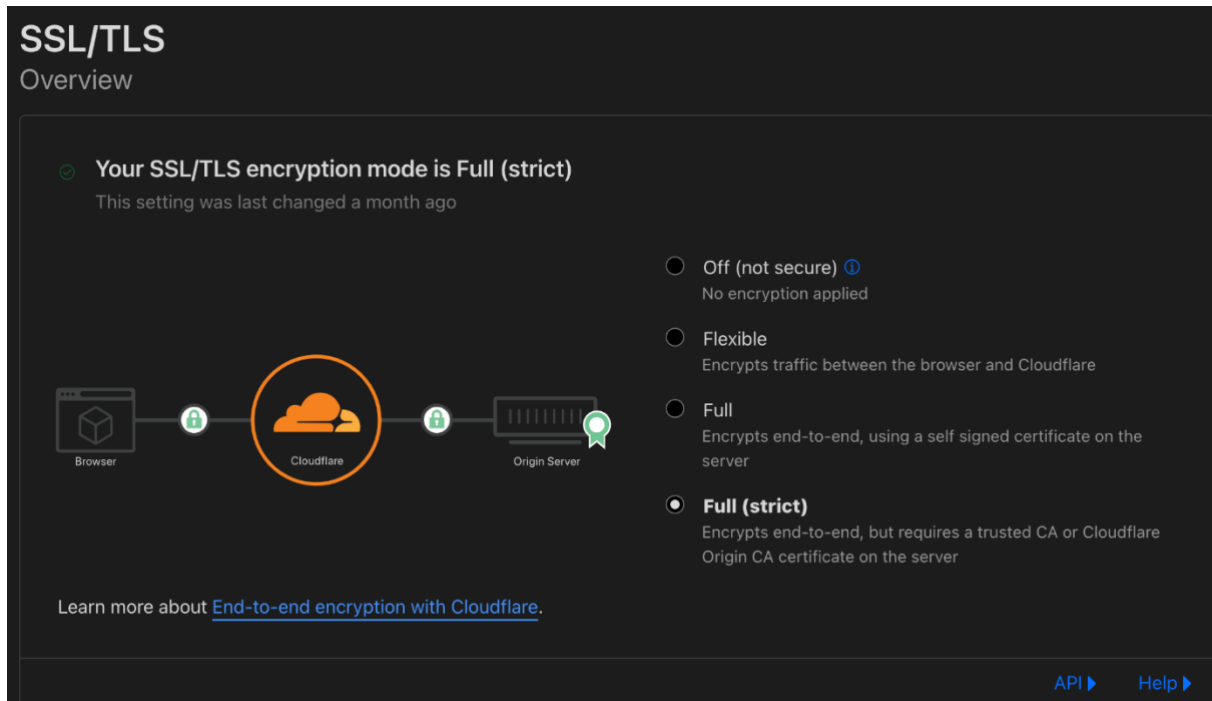 SSL/TLS
Overview
Your SSL/TLS encryption mode is Full (strict)
This setting was last changed a month ago
Browser
Cloudflare
Origin Server
Off (not secure)
No encryption applied
Flexible
Encrypts traffic between the browser and Cloudflare
Full
Encrypts end-to-end, using a self signed certificate on the
server
Full (strict)
Encrypts end-to-end, but requires a trusted CA or Cloudflare
Origin CA certificate on the server
Learn more about End-to-end encryption with Cloudflare.
API Help